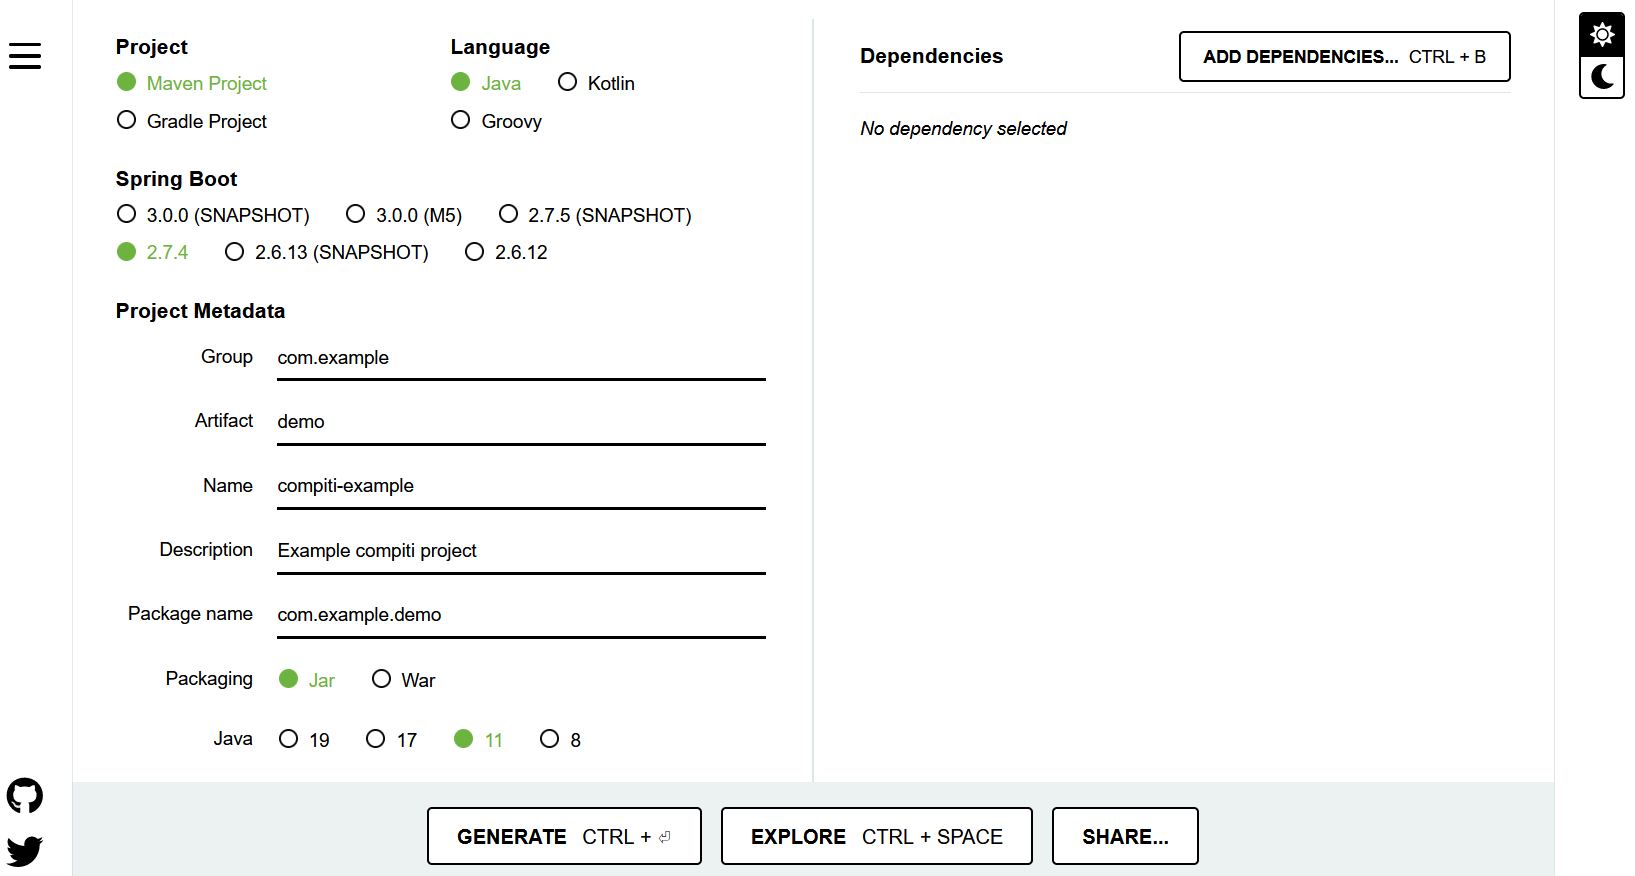 Project
Maven Project
Gradle Project
Language
Java Kotlin
Groovy
Spring Boot
3.0.0 (SNAPSHOT) 3.0.0 (M5) 2.7.5 (SNAPSHOT)
2.7.4 2.6.13 (SNAPSHOT) 2.6.12
Project Metadata
Group com.example
Artifact demo
Name compiti-example
Description Example compiti project
Package name com.example.demo
Packaging Jar War
Java 19 17 11 8
Dependencies ADD DEPENDENCIES... CTRL + B
No dependency selected
GENERATE CTRL + ⏎ EXPLORE CTRL + SPACE SHARE...